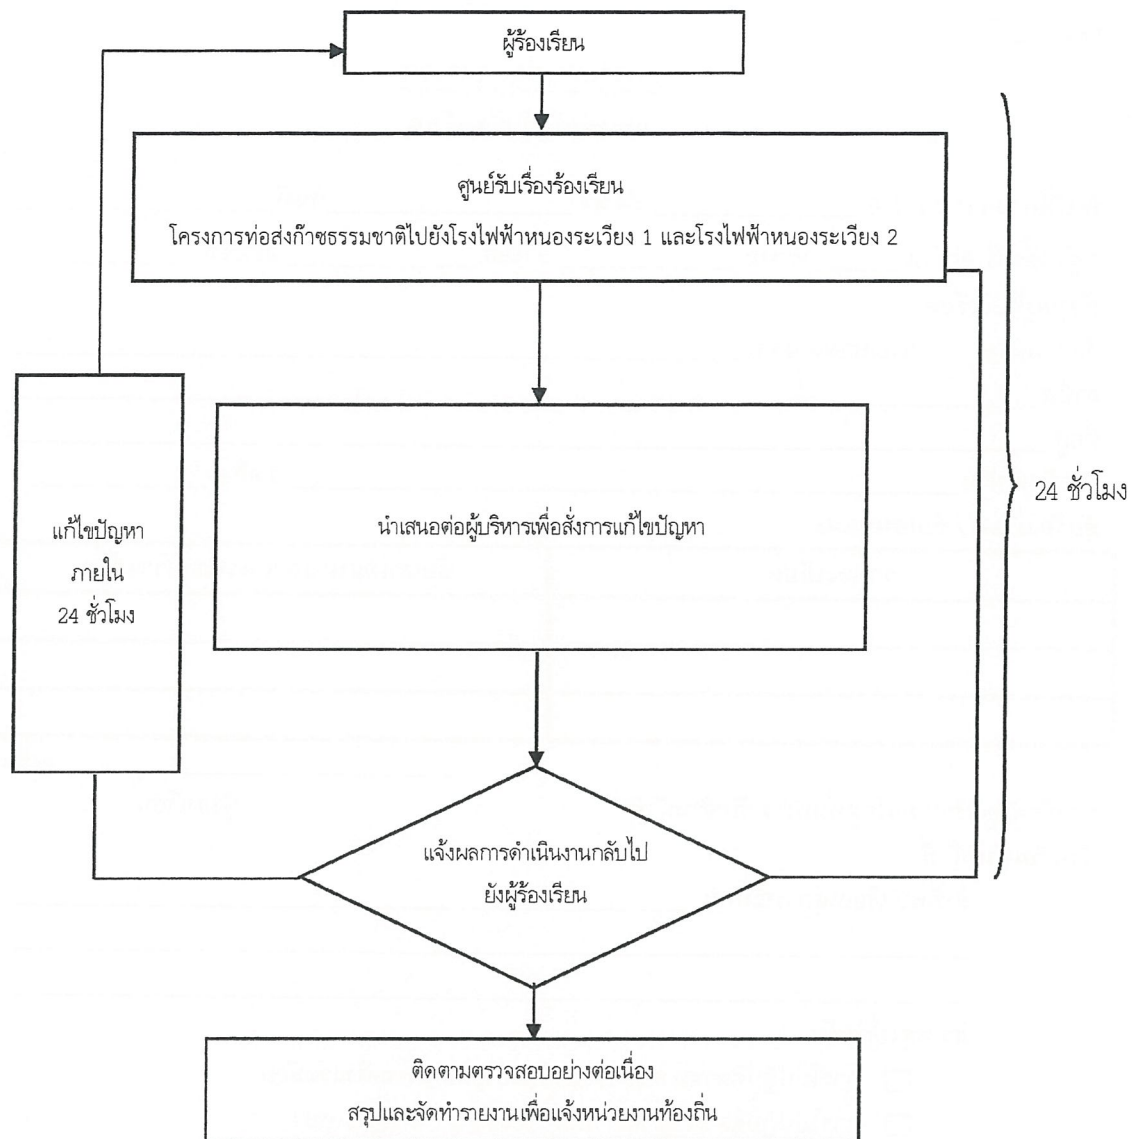 ผู้ร้องเรียน
ศูนย์รับเรื่องร้องเรียน
โครงการท่อส่งก๊าซธรรมชาติไปยังโรงไฟฟ้าหนองระเวียง 1 และโรงไฟฟ้าหนองระเวียง 2
24 ชั่วโมง
นำเสนอต่อผู้บริหารเพื่อสั่งการแก้ไขปัญหา
แก้ไขปัญหา
ภายใน
24 ชั่วโมง
แจ้งผลการดำเนินงานกลับไป
ยังผู้ร้องเรียน
ติดตามตรวจสอบอย่างต่อเนื่อง
สรุปและจัดทำรายงานเพื่อแจ้งหน่วยงานท้องถิ่น